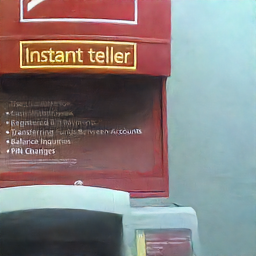 Instant teller
• Cash Withdrawals
• Registered Bill Payments
• Transferring Funds Between Accounts
• Balance Inquiries
• PIN Changes